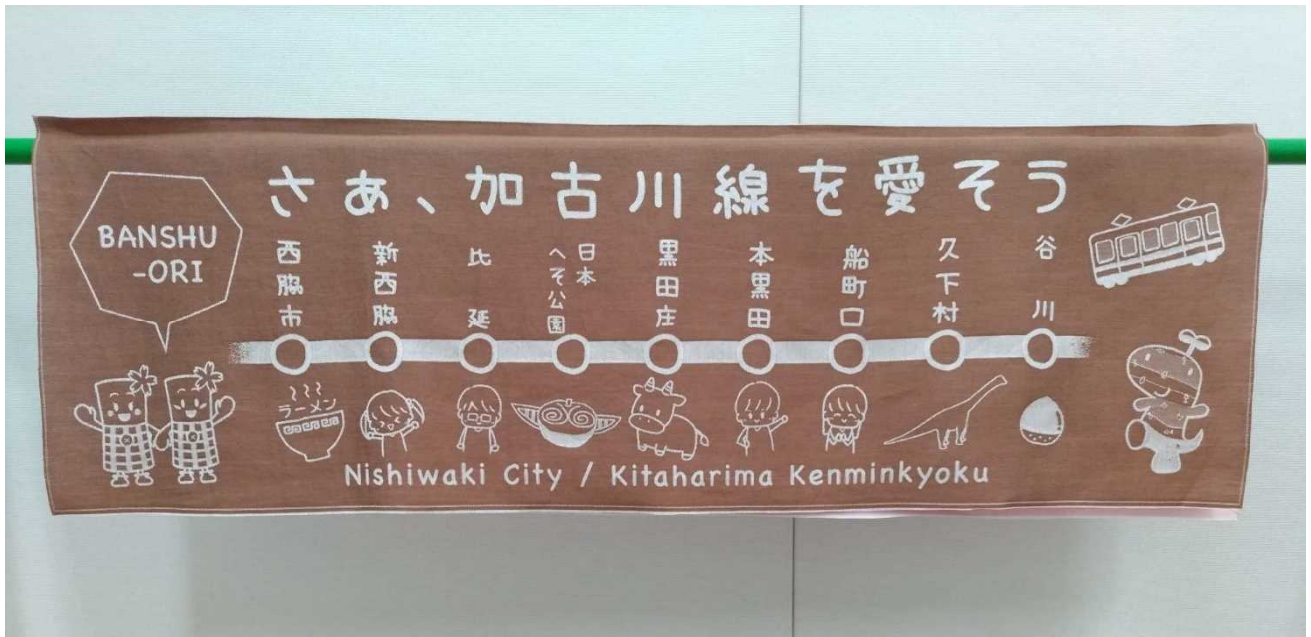 さぁ、加古川線を愛そう
BANSHU
-ORI
西脇市
新西脇
比延
日本
へそ公園
黒田庄
本黒田
船町口
久下村
谷川
ラーメン
Nishiwaki City / Kitaharima Kenminkyoku